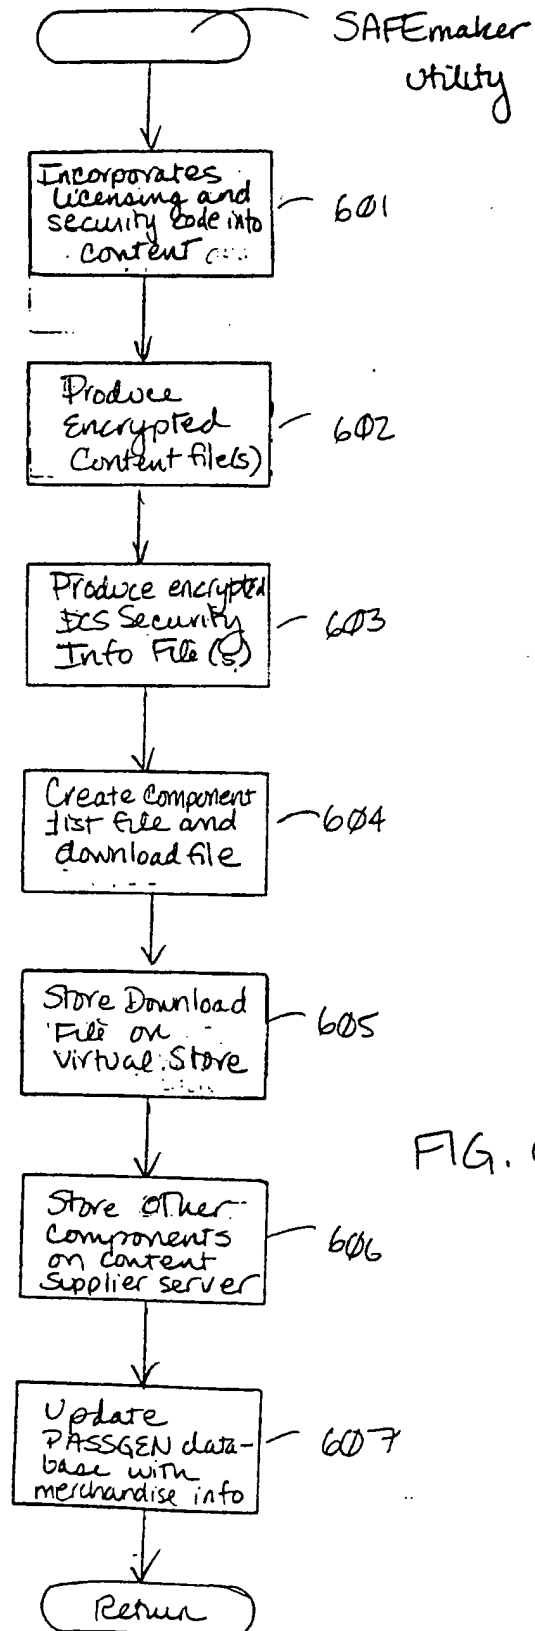 SAFEmaker
utility
Incorporates
licensing and
security code into
content
601
Produce
Encrypted
Content file(s)
602
Produce encrypted
DCS Security
Info File(s)
603
Create component
list file and
download file
604
Store Download
File on
Virtual Store
605
FIG.
Store other
components
on content
supplier server
606
Update
PASSGEN data-
base with
merchandise info
607
Return